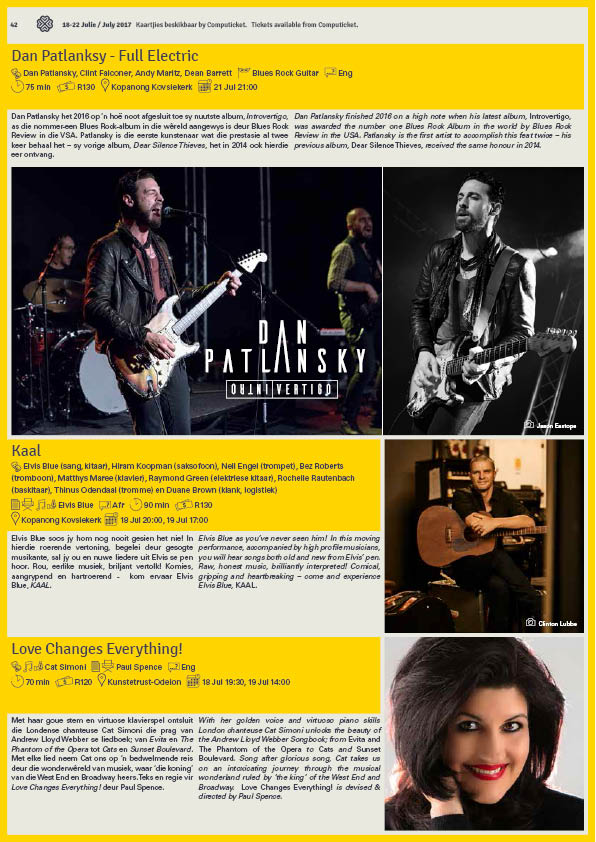 42
18-22 Julie / July 2017 Kaartjies beskikbaar by Computicket. Tickets available from Computicket.
Dan Patlanksy - Full Electric
Dan Patlansky, Clint Falconer, Andy Maritz, Dean Barrett Blues Rock Guitar Eng
75 min R130 Kopanong Kovsiekerk 21 Jul 21:00
Dan Patlansky het 2016 op 'n hoë noot afgesluit toe sy nuutste album, Introvertigo,
as die nommer-een Blues Rock-album in die wêreld aangewys is deur Blues Rock
Review in die VSA. Patlansky is die eerste kunstenaar wat die prestasie al twee
keer behaal het – sy vorige album, Dear Silence Thieves, het in 2014 ook hierdie
eer ontvang.
Dan Patlansky finished 2016 on a high note when his latest album, Introvertigo,
was awarded the number one Blues Rock Album in the world by Blues Rock
Review in the USA. Patlansky is the first artist to accomplish this feat twice – his
previous album, Dear Silence Thieves, received the same honour in 2014.
DAN
PATLANSKY
INTROVERTIGO
Jason Eastope
Kaal
Elvis Blue (sang, kitaar), Hiram Koopman (saksofoon), Neil Engel (trompet), Bez Roberts
(tromboon), Matthys Maree (klavier), Raymond Green (elektriese kitaar), Rochelle Rautenbach
(baskitaar), Thinus Odendaal (tromme) en Duane Brown (klank, logistiek)
Elvis Blue Afr 90 min R130
Kopanong Kovsiekerk 18 Jul 20:00, 19 Jul 17:00
Elvis Blue soos jy hom nog nooit gesien het nie! In
hierdie roerende vertoning, begelei deur gesogte
musikante, sal jy ou en nuwe liedere uit Elvis se pen
hoor. Rou, eerlike musiek, briljant vertolk! Komies,
aangrypend en hartroerend - kom ervaar Elvis
Blue, KAAL.
Elvis Blue as you've never seen him! In this moving
performance, accompanied by high profile musicians,
you will hear songs both old and new from Elvis' pen.
Raw, honest music, brilliantly interpreted! Comical,
gripping and heartbreaking – come and experience
Elvis Blue, KAAL.
Clinton Lubbe
Love Changes Everything!
Cat Simoni Paul Spence Eng
70 min R120 Kunstetrust-Odeion 18 Jul 19:30, 19 Jul 14:00
Met haar goue stem en virtuose klavierspel ontsluit
die Londense chanteuse Cat Simoni die prag van
Andrew Lloyd Webber se liedboek; van Evita en The
Phantom of the Opera tot Cats en Sunset Boulevard.
Met elke lied neem Cat ons op 'n bedwelmende reis
deur die wonderwêreld van musiek, waar 'die koning'
van die West End en Broadway heers. Teks en regie vir
Love Changes Everything! deur Paul Spence.
With her golden voice and virtuoso piano skills
London chanteuse Cat Simoni unlocks the beauty of
the Andrew Lloyd Webber Songbook; from Evita and
The Phantom of the Opera to Cats and Sunset
Boulevard. Song after glorious song, Cat takes us
on an intoxicating journey through the musical
wonderland ruled by 'the king' of the West End and
Broadway. Love Changes Everything! is devised &
directed by Paul Spence.